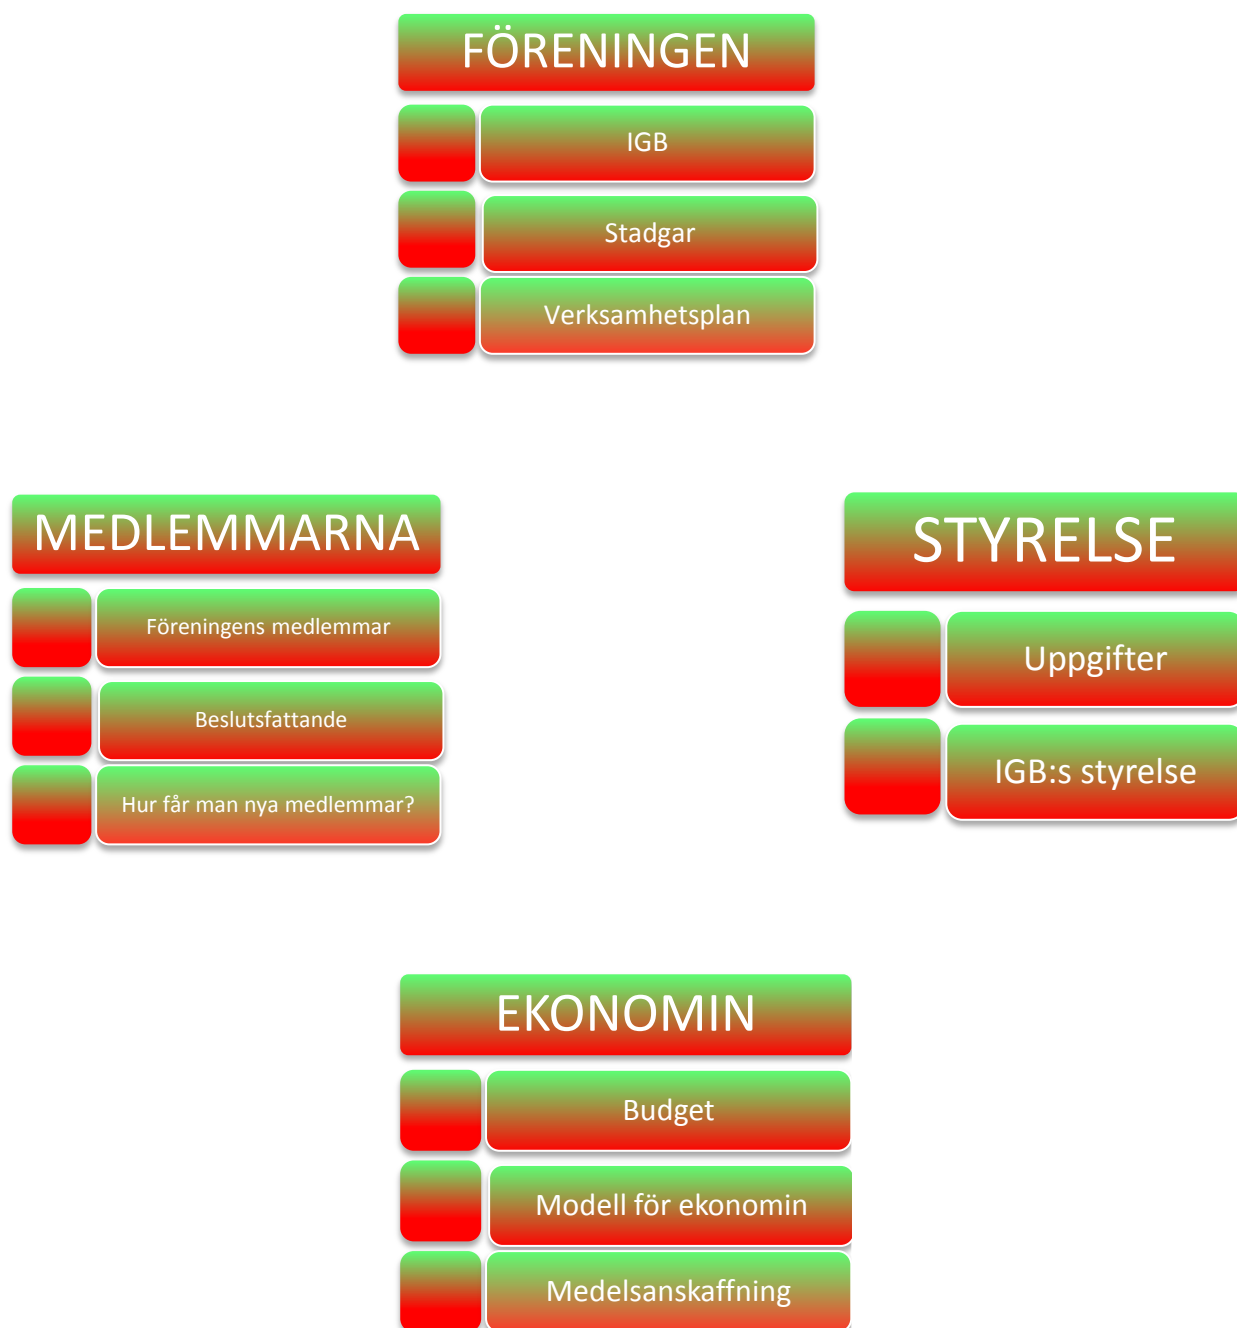 FÖRENINGEN
IGB
Stadgar
Verksamhetsplan
MEDLEMMARNA
Föreningens medlemmar
Beslutsfattande
Hur får man nya medlemmar?
STYRELSE
Uppgifter
IGB:s styrelse
EKONOMIN
Budget
Modell för ekonomin
Medelsanskaffning